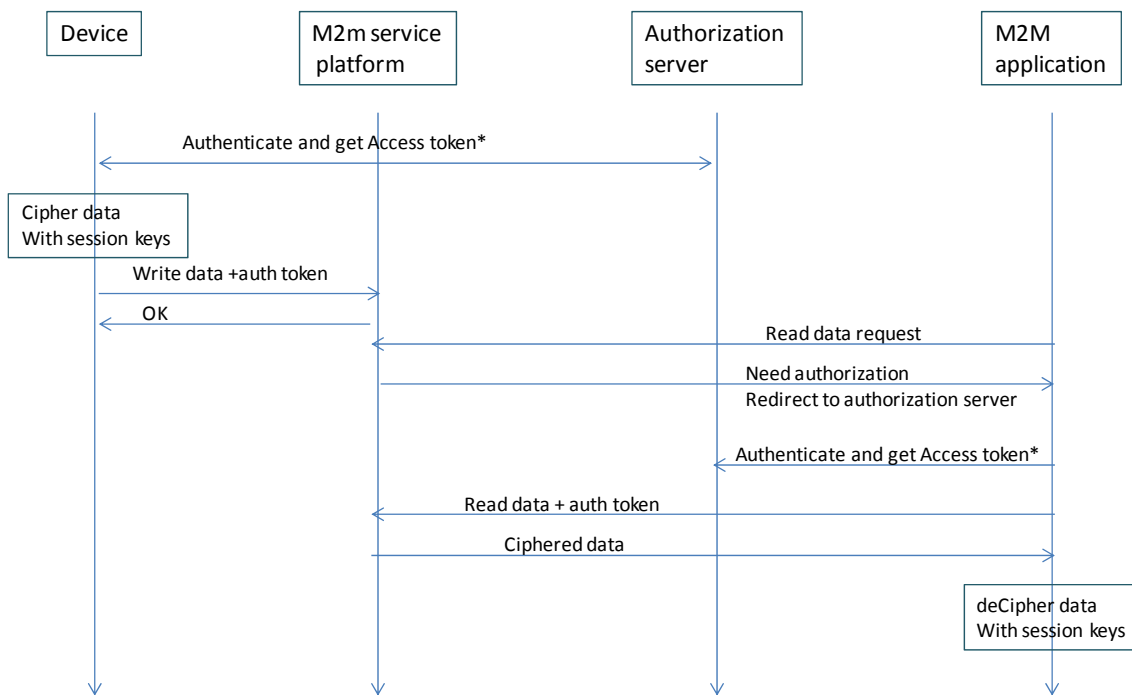 Device
M2m service
platform
Authorization
server
M2M
application
Authenticate and get Access token*
Cipher data
With session keys
Write data +auth token
OK
Read data request
Need authorization
Redirect to authorization server
Authenticate and get Access token*
Read data + auth token
Ciphered data
deCipher data
With session keys